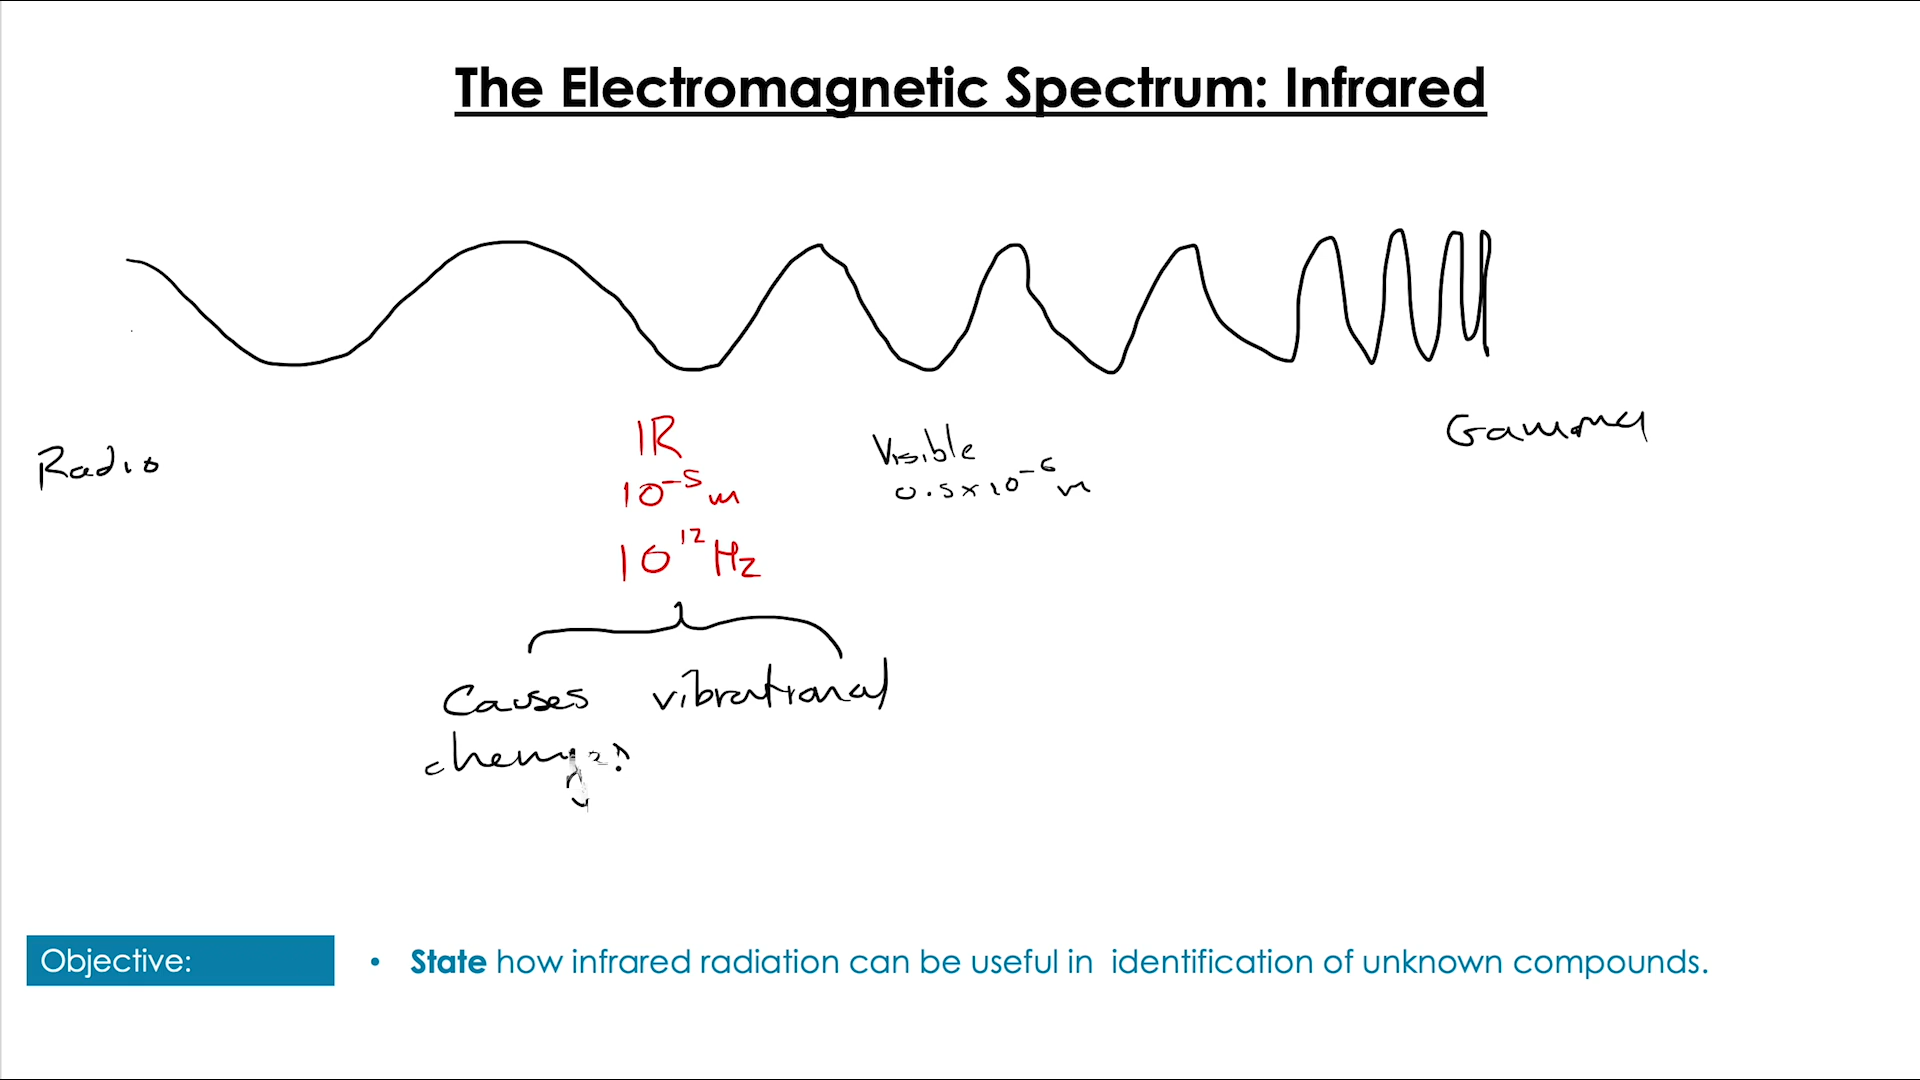 The Electromagnetic Spectrum: Infrared
Radio
IR
10⁻⁵ m
10¹² Hz
Visible
0.5 × 10⁻⁶ m
Gamma
Causes vibrational
Objective:
• State how infrared radiation can be useful in identification of unknown compounds.